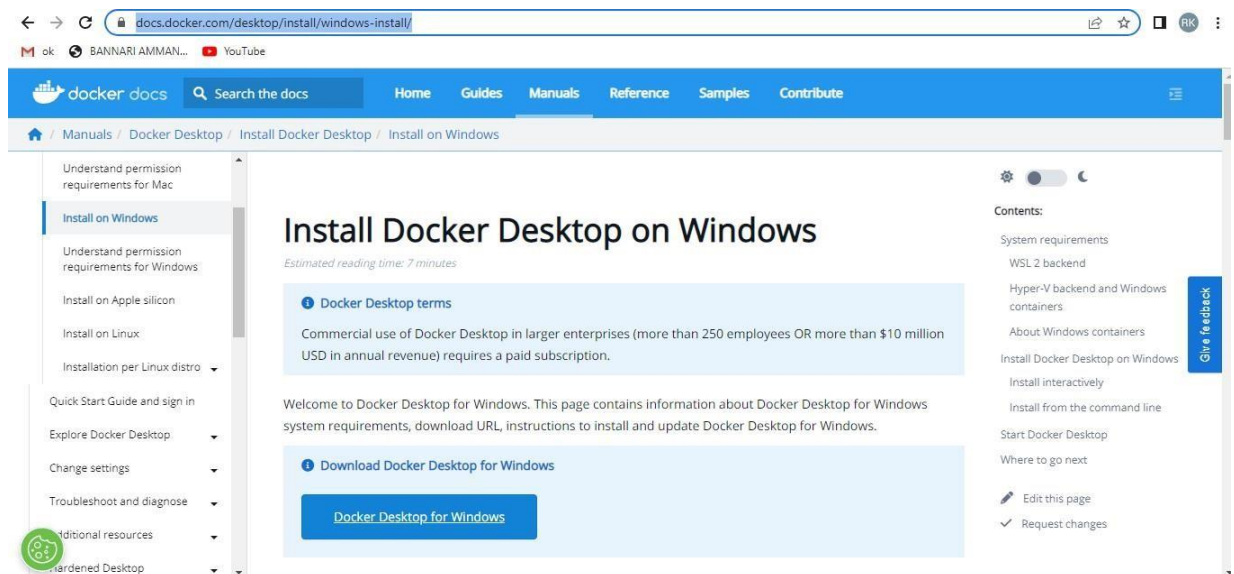 docs.docker.com/desktop/install/windows-install/
RK
ok
BANNARI AMMAN...
YouTube
docker docs
Search the docs
Home
Guides
Manuals
Reference
Samples
Contribute
/ Manuals / Docker Desktop / Install Docker Desktop / Install on Windows
Understand permission
requirements for Mac
Install on Windows
Understand permission
requirements for Windows
Install on Apple silicon
Install on Linux
Installation per Linux distro
Quick Start Guide and sign in
Explore Docker Desktop
Change settings
Troubleshoot and diagnose
Hardened Desktop
Install Docker Desktop on Windows
Estimated reading time: 7 minutes
Docker Desktop terms
Commercial use of Docker Desktop in larger enterprises (more than 250 employees OR more than $10 million
USD in annual revenue) requires a paid subscription.
Welcome to Docker Desktop for Windows. This page contains information about Docker Desktop for Windows
system requirements, download URL, instructions to install and update Docker Desktop for Windows.
Download Docker Desktop for Windows
Docker Desktop for Windows
Contents:
System requirements
WSL 2 backend
Hyper-V backend and Windows
containers
About Windows containers
Install Docker Desktop on Windows
Install interactively
Install from the command line
Start Docker Desktop
Where to go next
Edit this page
Request changes
Give feedback